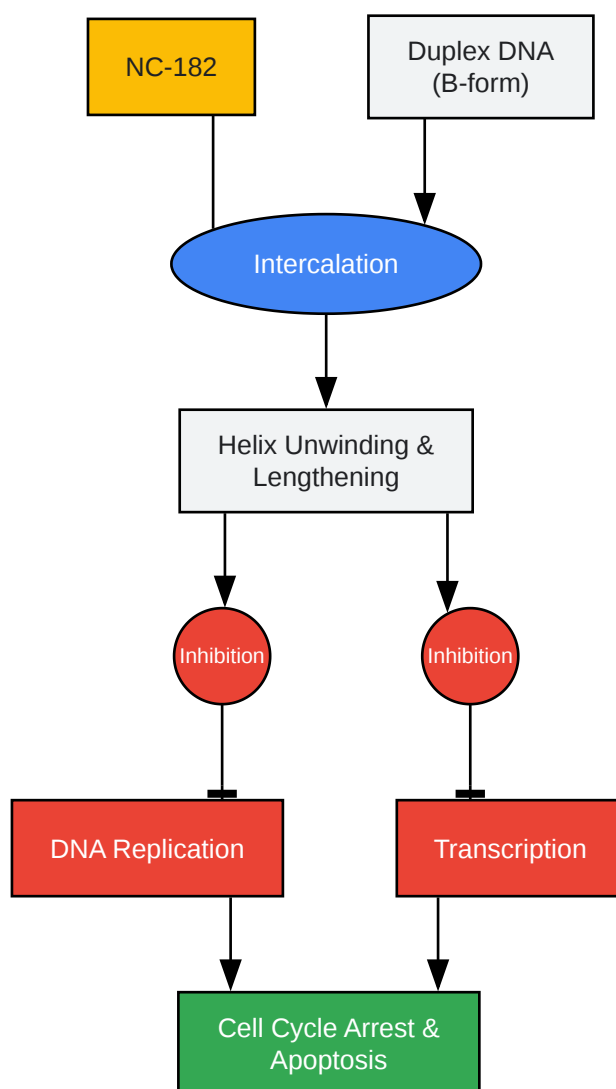 NC-182
Duplex DNA
(B-form)
Intercalation
Helix Unwinding &
Lengthening
Inhibition
Inhibition
DNA Replication
Transcription
Cell Cycle Arrest &
Apoptosis